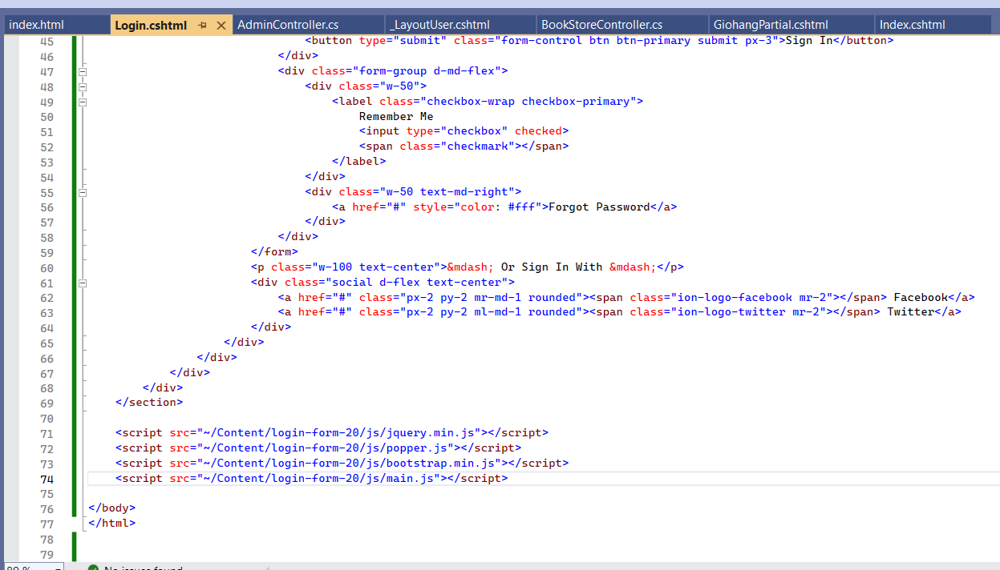 index.html Login.cshtml AdminController.cs _LayoutUser.cshtml BookStoreController.cs GiohangPartial.cshtml Index.cshtml
45 <button type="submit" class="form-control btn btn-primary submit px-3">Sign In</button>
46 </div>
47 <div class="form-group d-md-flex">
48 <div class="w-50">
49 <label class="checkbox-wrap checkbox-primary">
50 Remember Me
51 <input type="checkbox" checked>
52 <span class="checkmark"></span>
53 </label>
54 </div>
55 <div class="w-50 text-md-right">
56 <a href="#" style="color: #fff">Forgot Password</a>
57 </div>
58 </div>
59 </form>
60 <p class="w-100 text-center">&mdash; Or Sign In With &mdash;</p>
61 <div class="social d-flex text-center">
62 <a href="#" class="px-2 py-2 mr-md-1 rounded"><span class="ion-logo-facebook mr-2"></span> Facebook</a>
63 <a href="#" class="px-2 py-2 ml-md-1 rounded"><span class="ion-logo-twitter mr-2"></span> Twitter</a>
64 </div>
65 </div>
66 </div>
67 </div>
68 </div>
69 </section>
70
71 <script src="~/Content/login-form-20/js/jquery.min.js"></script>
72 <script src="~/Content/login-form-20/js/popper.js"></script>
73 <script src="~/Content/login-form-20/js/bootstrap.min.js"></script>
74 <script src="~/Content/login-form-20/js/main.js"></script>
75
76 </body>
77 </html>
78
79
No issues found